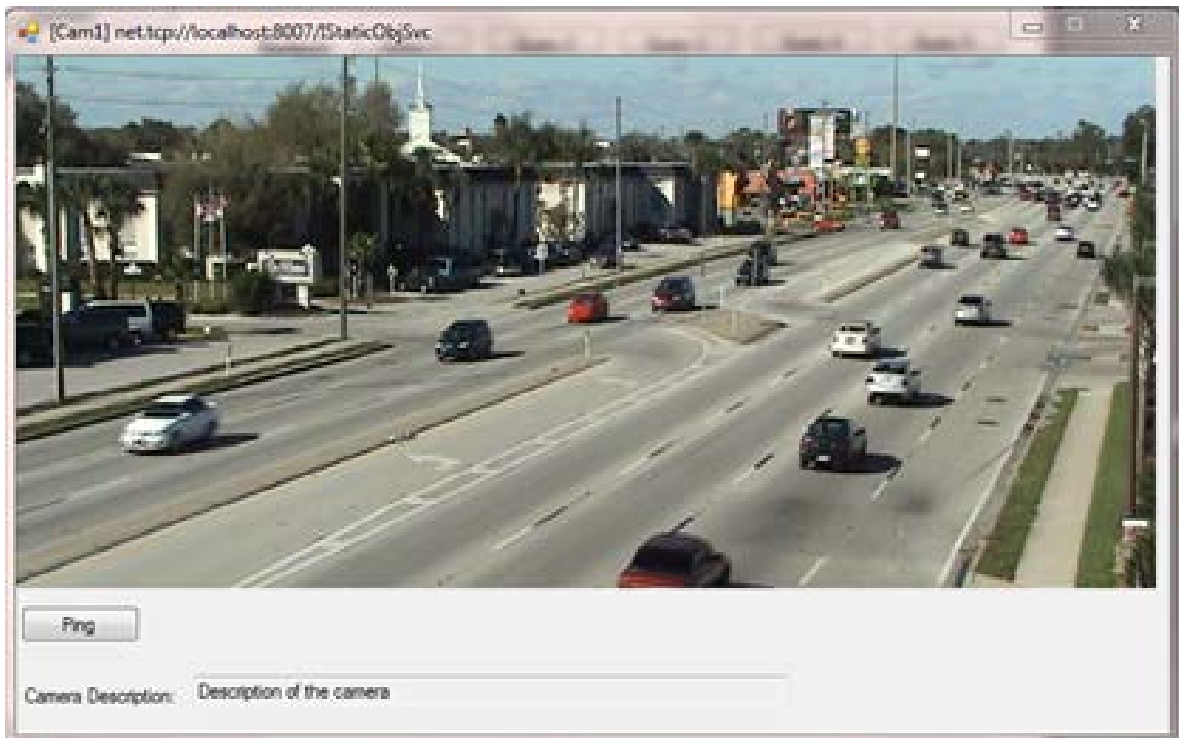 [Cam1] net.tcp://localhost:8007/IStaticObjSvc
Ping
Camera Description:
Description of the camera